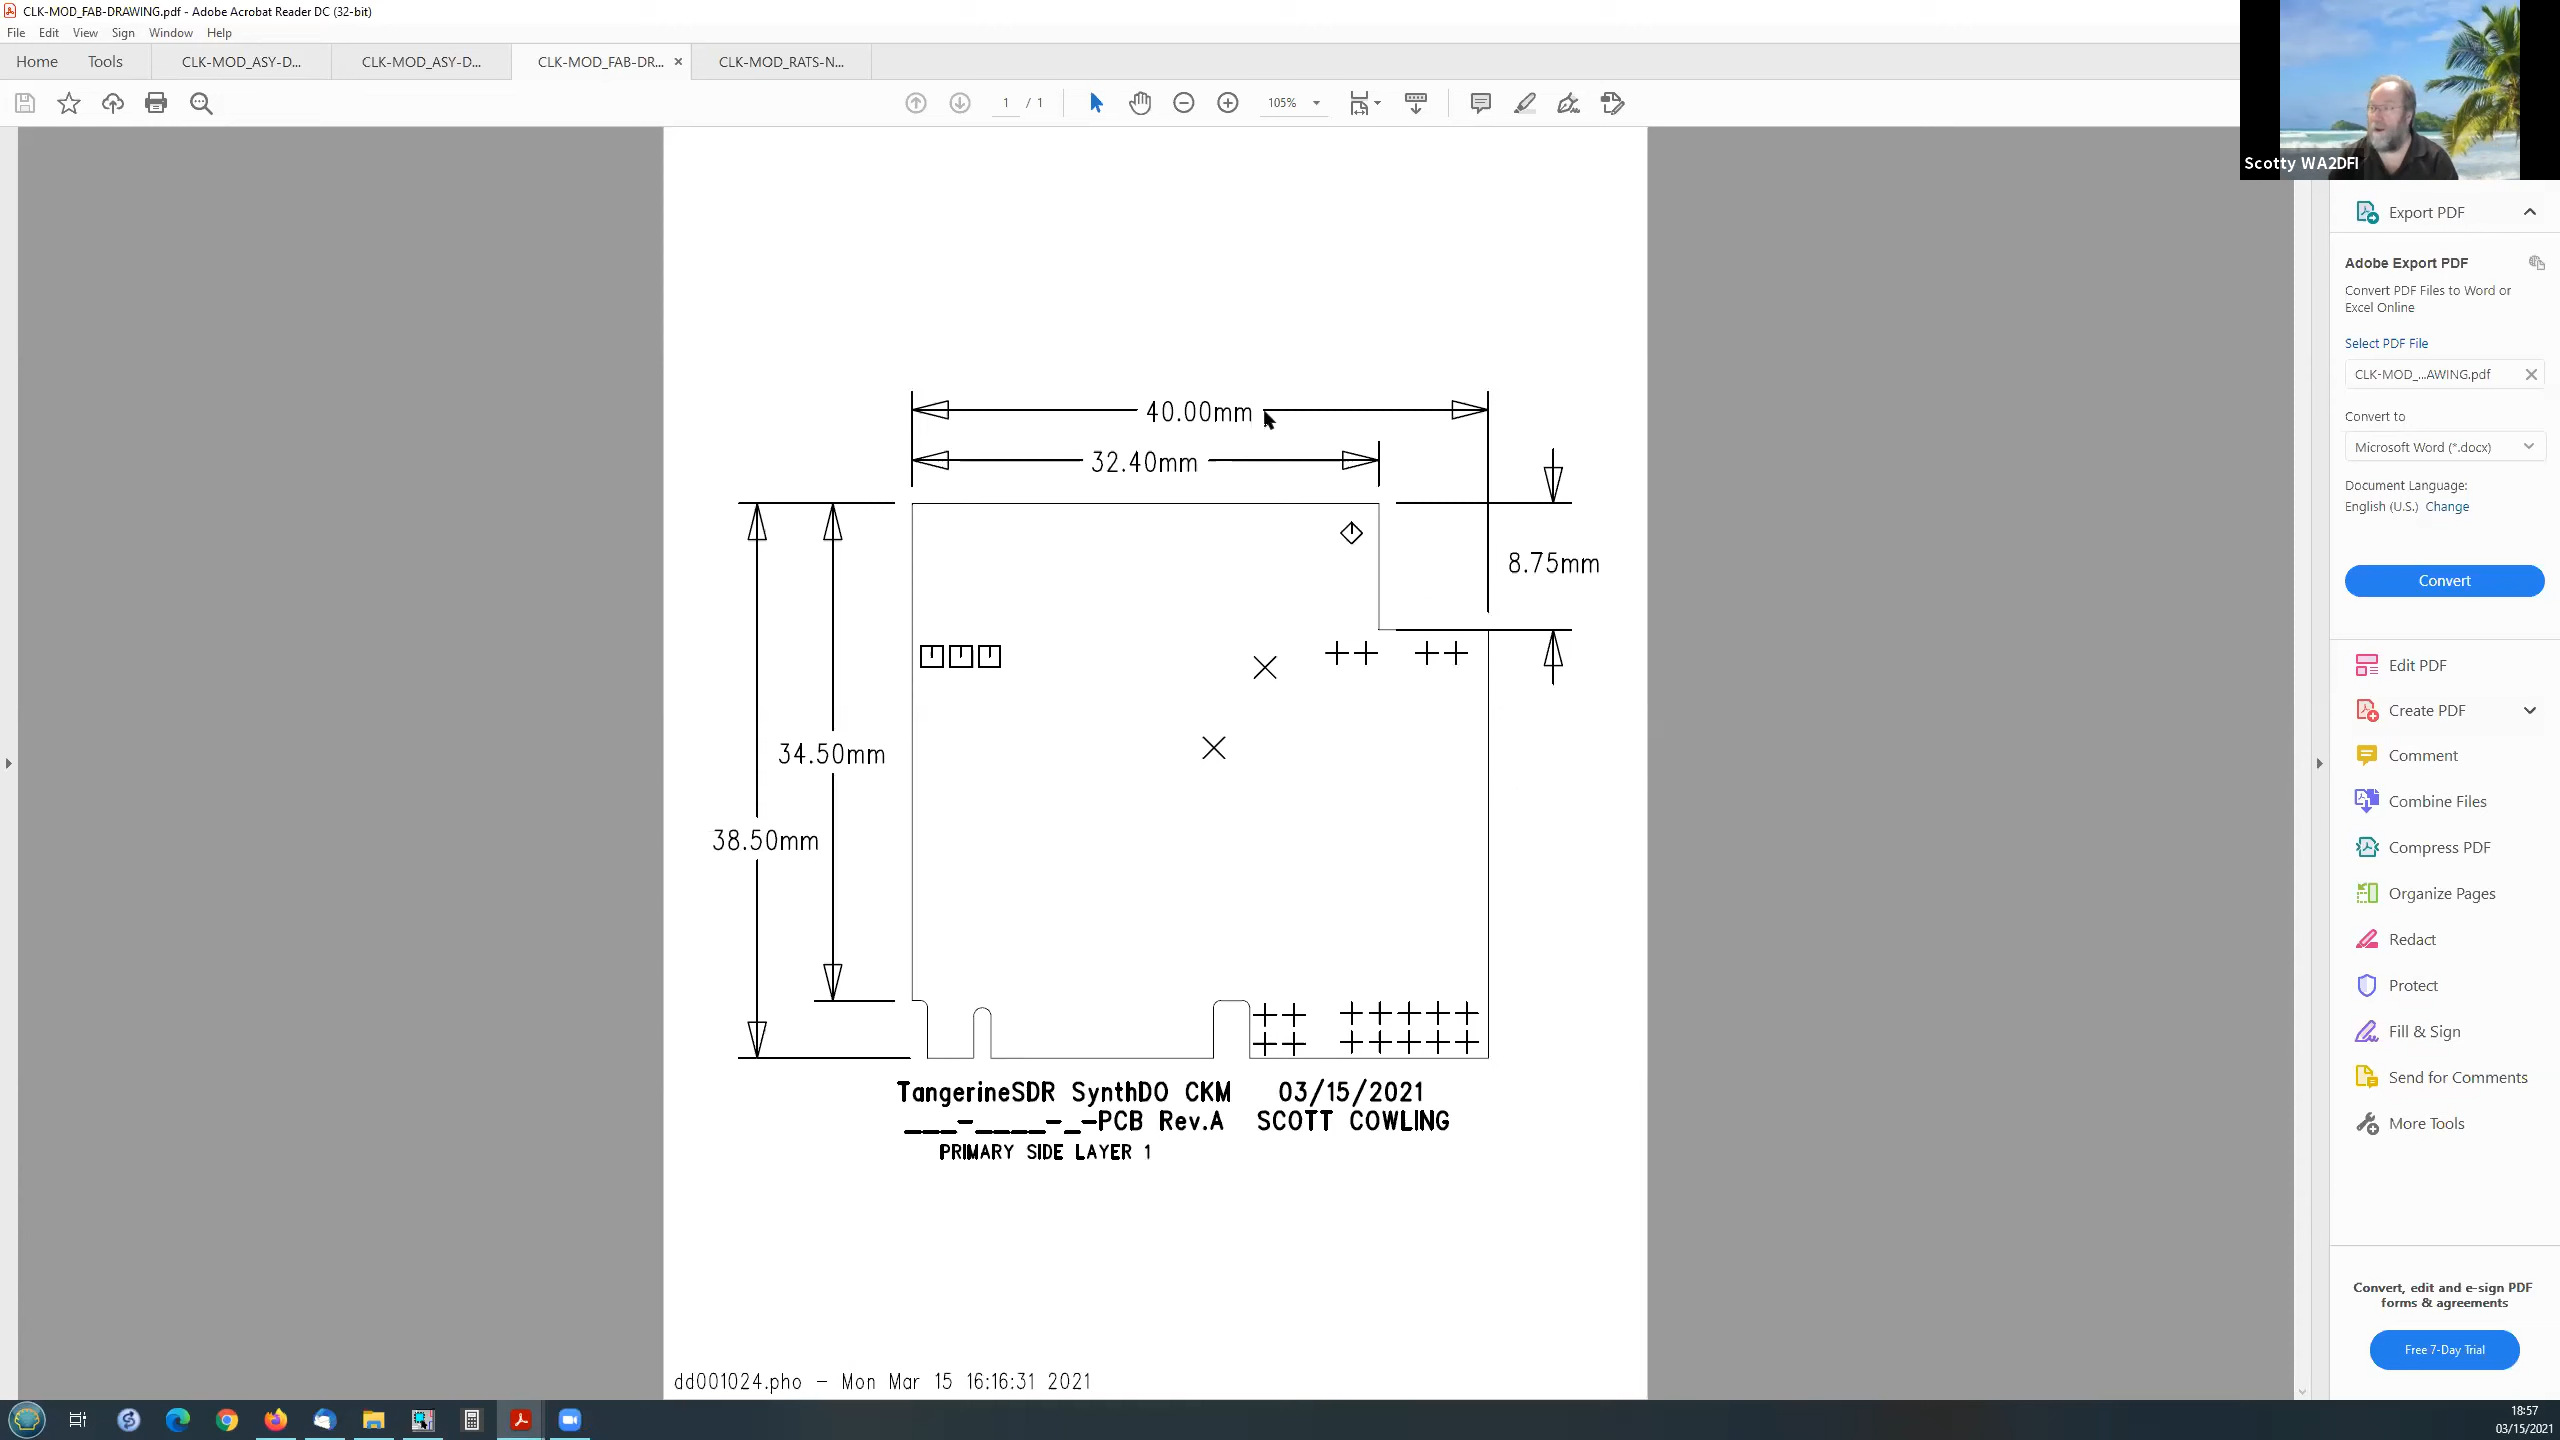 CLK-MOD_FAB-DRAWING.pdf - Adobe Acrobat Reader DC (32-bit)
File Edit View Sign Window Help
Home Tools CLK-MOD_ASY-D... CLK-MOD_ASY-D... CLK-MOD_FAB-DR... CLK-MOD_RATS-N...
1 / 1 105%
Scotty WA2DFI
40.00mm
32.40mm
8.75mm
34.50mm
38.50mm
TangerineSDR SynthDO CKM 03/15/2021
___-____-_-PCB Rev.A SCOTT COWLING
PRIMARY SIDE LAYER 1
dd001024.pho - Mon Mar 15 16:16:31 2021
Export PDF
Adobe Export PDF
Convert PDF Files to Word or
Excel Online
Select PDF File
CLK-MOD_...AWING.pdf
Convert to
Microsoft Word (*.docx)
Document Language:
English (U.S.) Change
Convert
Edit PDF
Create PDF
Comment
Combine Files
Compress PDF
Organize Pages
Redact
Protect
Fill & Sign
Send for Comments
More Tools
Convert, edit and e-sign PDF
forms & agreements
Free 7-Day Trial
18:57
03/15/2021